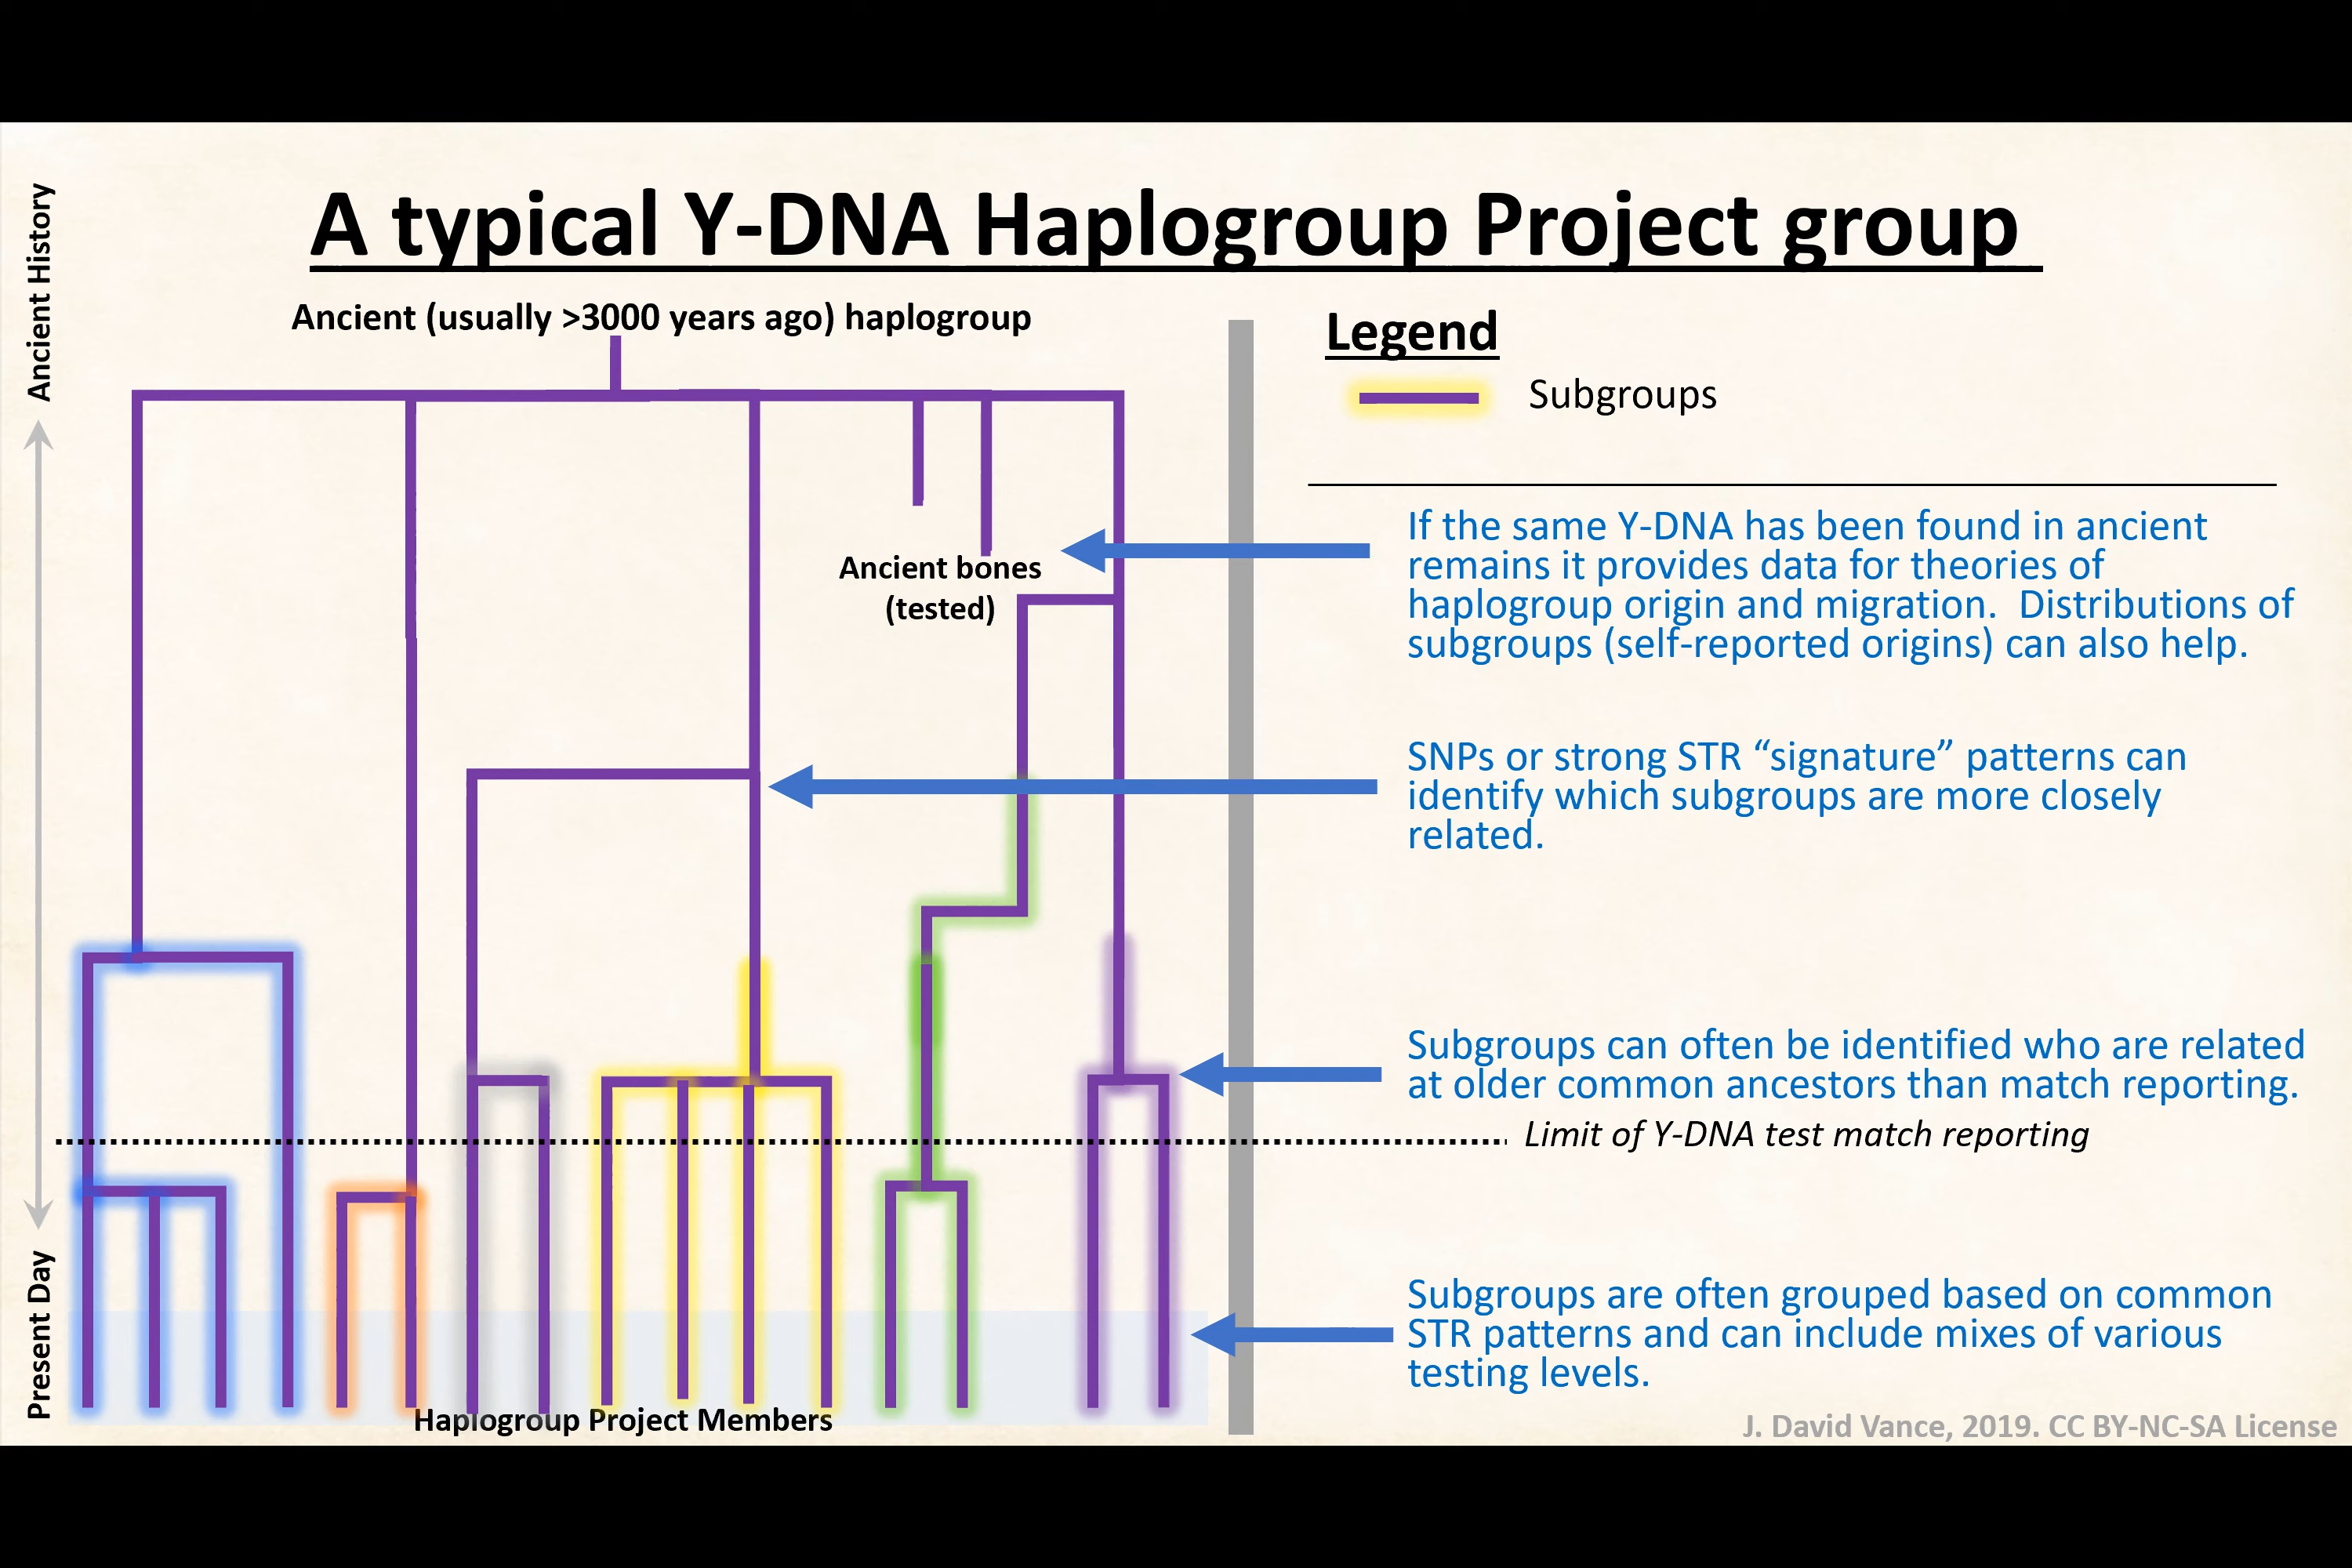 A typical Y-DNA Haplogroup Project group
Ancient History
Present Day
Ancient (usually >3000 years ago) haplogroup
Ancient bones
(tested)
Haplogroup Project Members
Legend
Subgroups
If the same Y-DNA has been found in ancient
remains it provides data for theories of
haplogroup origin and migration.  Distributions of
subgroups (self-reported origins) can also help.
SNPs or strong STR “signature” patterns can
identify which subgroups are more closely
related.
Subgroups can often be identified who are related
at older common ancestors than match reporting.
Limit of Y-DNA test match reporting
Subgroups are often grouped based on common
STR patterns and can include mixes of various
testing levels.
J. David Vance, 2019. CC BY-NC-SA License